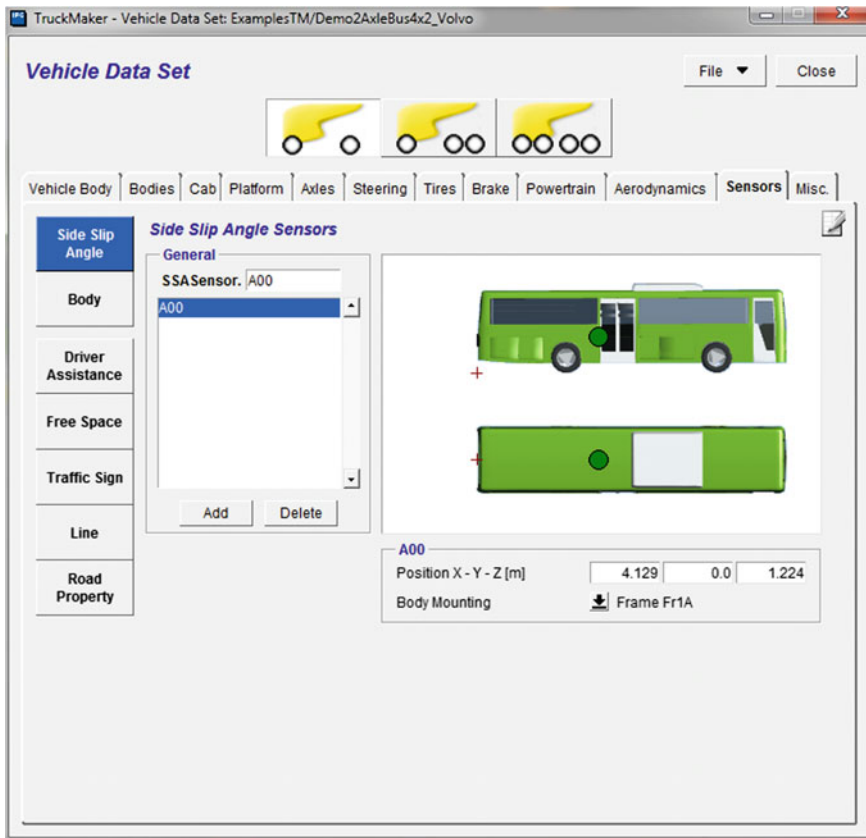 IPG TruckMaker - Vehicle Data Set: ExamplesTM/Demo2AxleBus4x2_Volvo
Vehicle Data Set
File Close
Vehicle Body Bodies Cab Platform Axles Steering Tires Brake Powertrain Aerodynamics Sensors Misc.
Side Slip
Angle
Body
Driver
Assistance
Free Space
Traffic Sign
Line
Road
Property
Side Slip Angle Sensors
General
SSASensor. A00
A00
Add Delete
A00
Position X - Y - Z [m] 4.129 0.0 1.224
Body Mounting Frame Fr1A